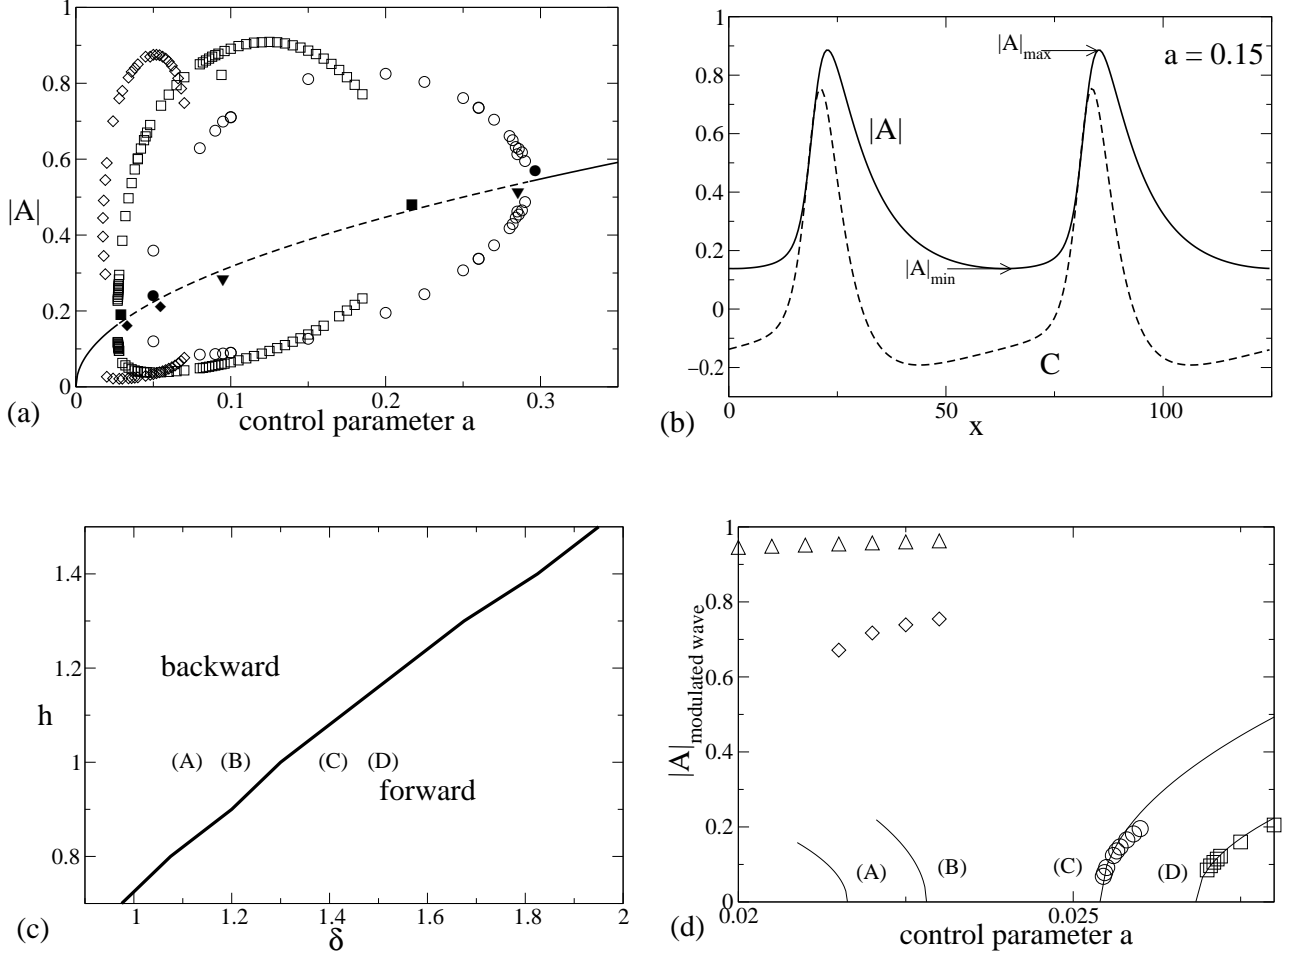 1
0.8
0.6
|A|
0.4
0.2
0
0
0.1
0.2
0.3
control parameter a
(a)
1
0.8
0.6
0.4
0.2
0
−0.2
|A|max
a = 0.15
|A|
|A|min
C
0
50
100
x
(b)
1.4
1.2
h
1
0.8
backward
(A)
(B)
(C)
(D)
forward
1
1.2
1.4
1.6
1.8
2
δ
(c)
1
0.8
0.6
0.4
0.2
0
|A|modulated wave
(A)
(B)
(C)
(D)
0.02
0.025
control parameter a
(d)